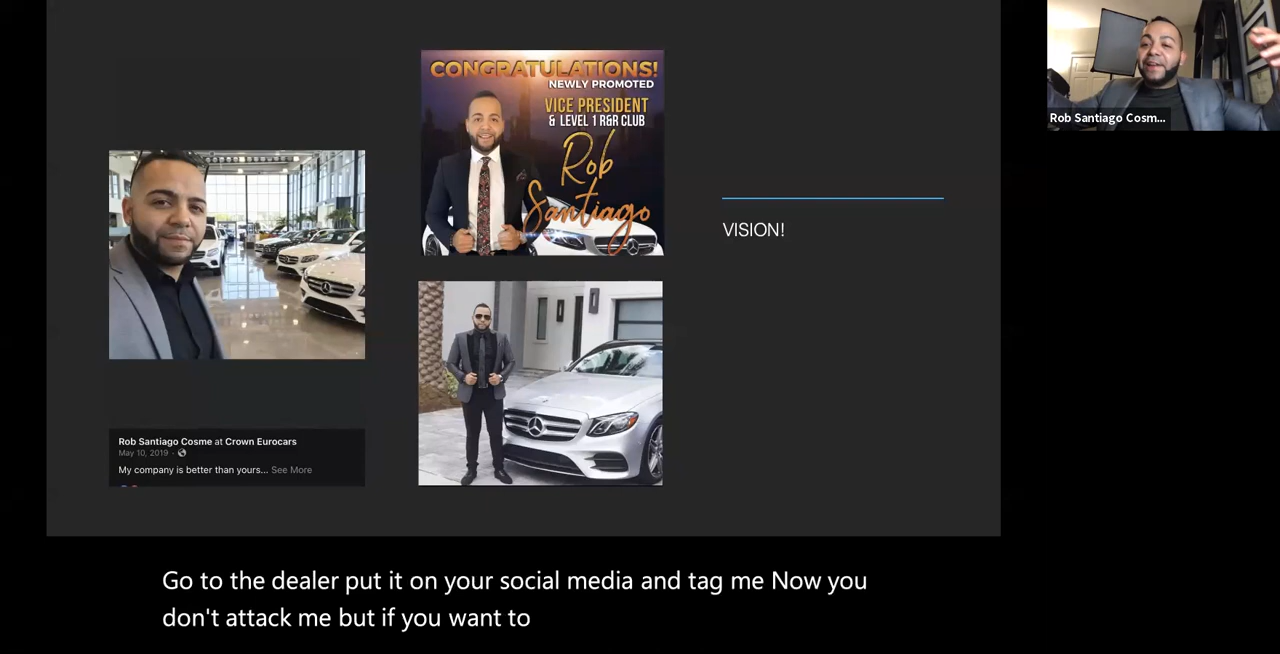 CONGRATULATIONS!
NEWLY PROMOTED
VICE PRESIDENT
& LEVEL 1 R&R CLUB
Rob
Santiago
VISION!
Rob Santiago Cosme at Crown Eurocars
May 10, 2019 ·
My company is better than yours... See More
Rob Santiago Cosm...
Go to the dealer put it on your social media and tag me Now you
don't attack me but if you want to